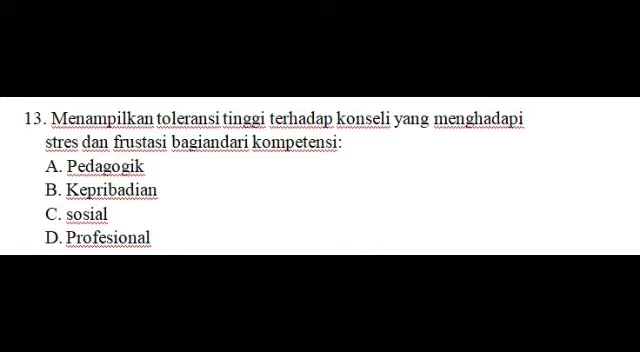 13. Menampilkan toleransi tinggi terhadap konseli yang menghadapi
stres dan frustasi bagiandari kompetensi:
A. Pedagogik
B. Kepribadian
C. sosial
D. Profesional